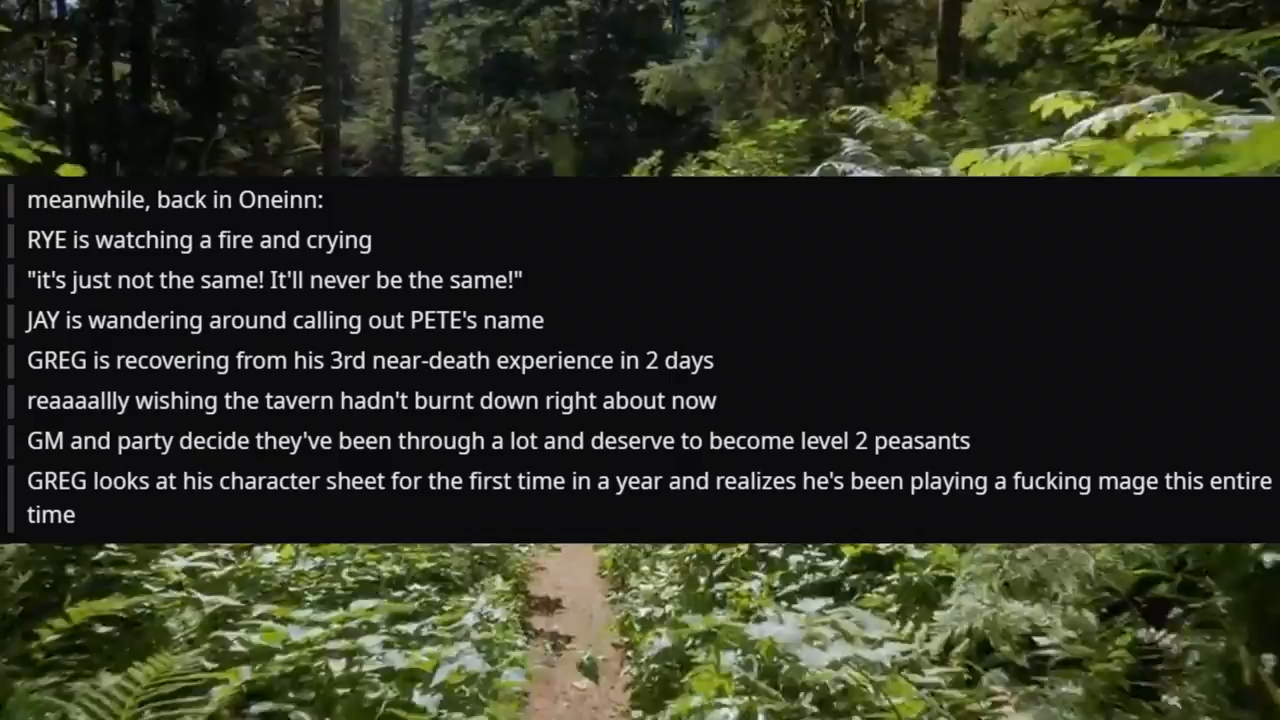 meanwhile, back in Oneinn:
RYE is watching a fire and crying
"it's just not the same! It'll never be the same!"
JAY is wandering around calling out PETE's name
GREG is recovering from his 3rd near-death experience in 2 days
reaaaallly wishing the tavern hadn't burnt down right about now
GM and party decide they've been through a lot and deserve to become level 2 peasants
GREG looks at his character sheet for the first time in a year and realizes he's been playing a fucking mage this entire
time